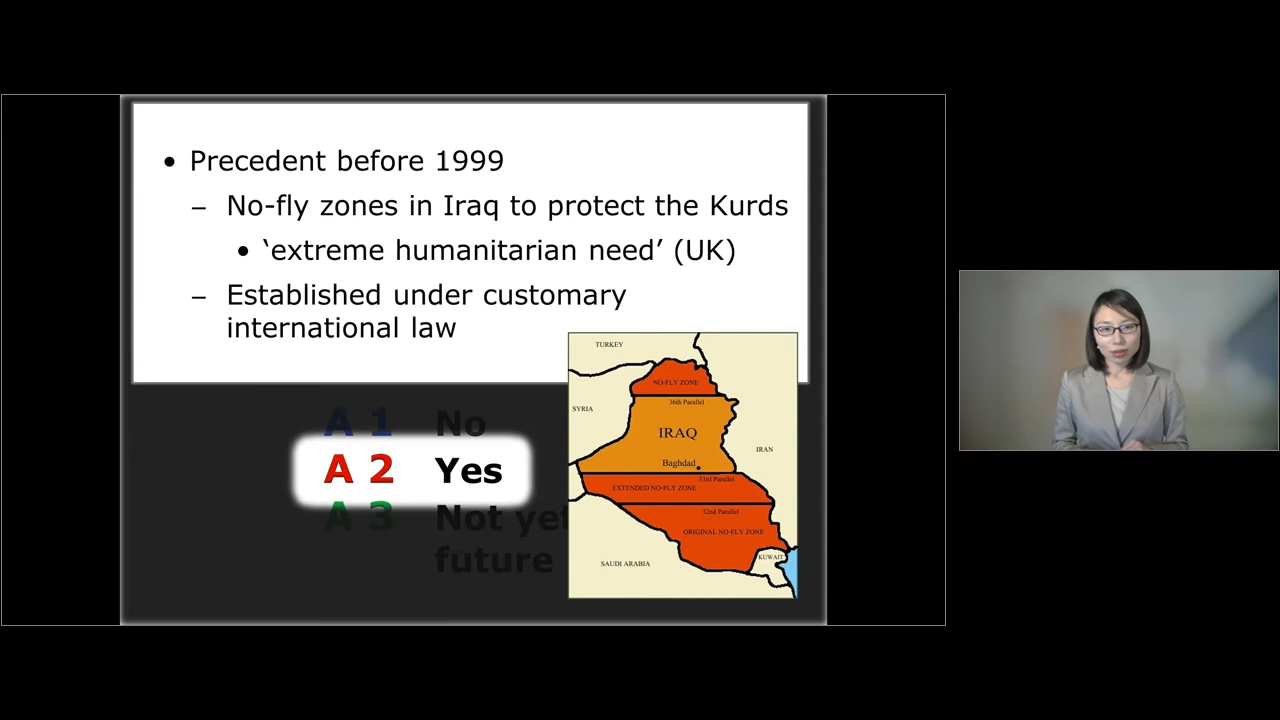 • Precedent before 1999
– No-fly zones in Iraq to protect the Kurds
• ‘extreme humanitarian need’ (UK)
– Established under customary
international law
A 1 No
A 2 Yes
A 3 Not yet
future
TURKEY
NO-FLY ZONE
36th Parallel
SYRIA
IRAQ
IRAN
Baghdad
33rd Parallel
EXTENDED NO-FLY ZONE
32nd Parallel
ORIGINAL NO-FLY ZONE
KUWAIT
SAUDI ARABIA